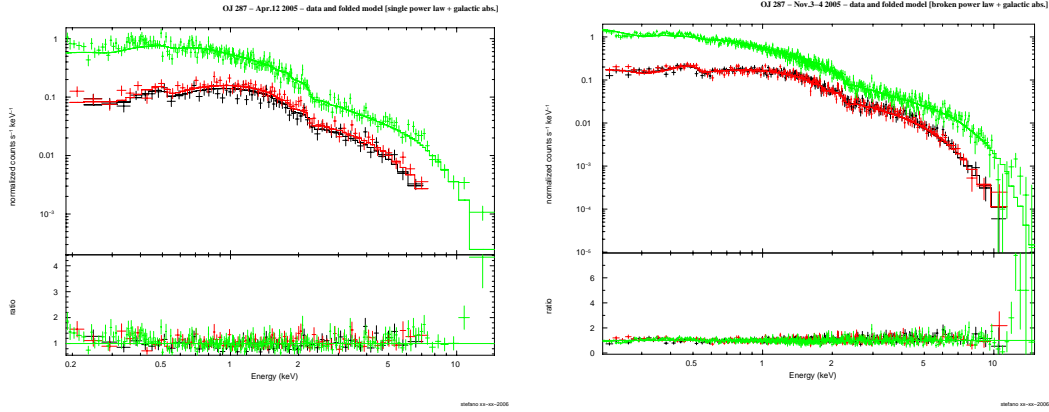 OJ 287 − Apr.12 2005 − data and folded model [single power law + galactic abs.]
1
0.1
0.01
10⁻³
normalized counts s⁻¹ keV⁻¹
4
3
2
1
ratio
0.2 0.5 1 2 5 10
Energy (keV)
stefano xx−xx−2006
OJ 287 − Nov.3−4 2005 − data and folded model [broken power law + galactic abs.]
1
0.1
0.01
10⁻³
10⁻⁴
10⁻⁵
normalized counts s⁻¹ keV⁻¹
6
4
2
0
ratio
0.5 1 2 5 10
Energy (keV)
stefano xx−xx−2006